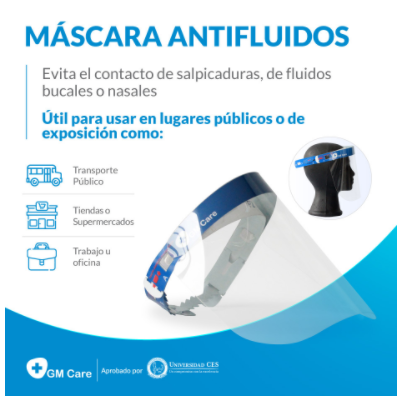 MÁSCARA ANTIFLUIDOS
Evita el contacto de salpicaduras, de fluidos
bucales o nasales
Útil para usar en lugares públicos o de
exposición como:
Transporte
Público
Tiendas o
Supermercados
Trabajo u
oficina
Care
GM Care
Aprobado por
UNIVERSIDAD CES